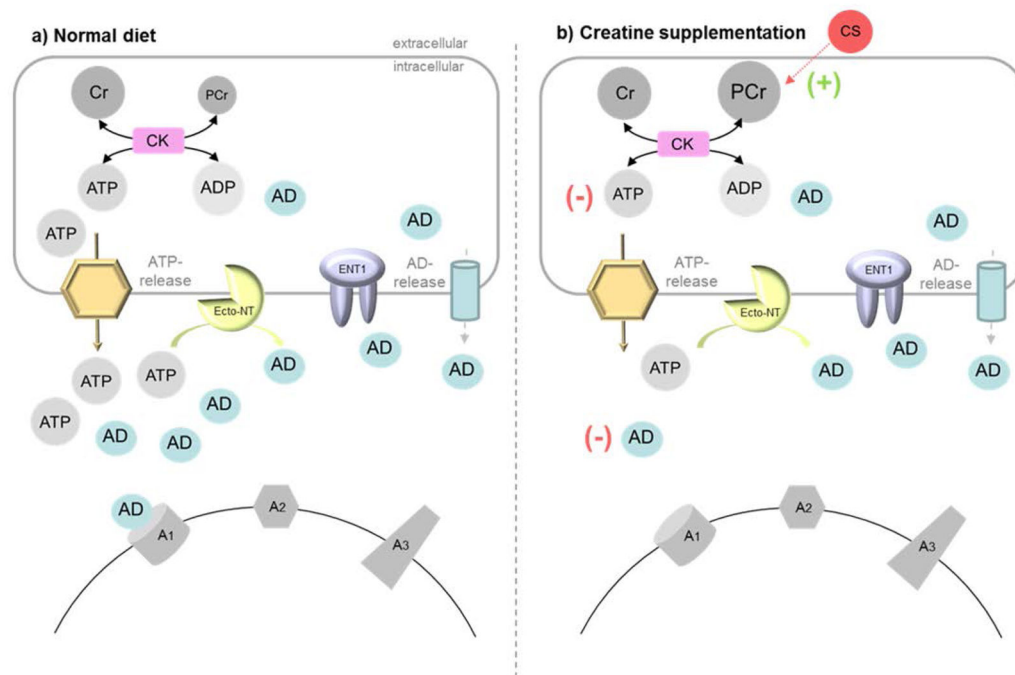 a) Normal diet
extracellular
intracellular
Cr
PCr
CK
ATP
ADP
AD
ATP
AD
ATP-
release
Ecto-NT
ENT1
AD-
release
ATP
ATP
AD
AD
AD
ATP
AD
AD
AD
AD
A1
A2
A3
b) Creatine supplementation
CS
Cr
PCr
(+)
CK
(-)
ATP
ADP
AD
AD
ATP-
release
Ecto-NT
ENT1
AD-
release
ATP
AD
AD
AD
(-)
AD
A1
A2
A3